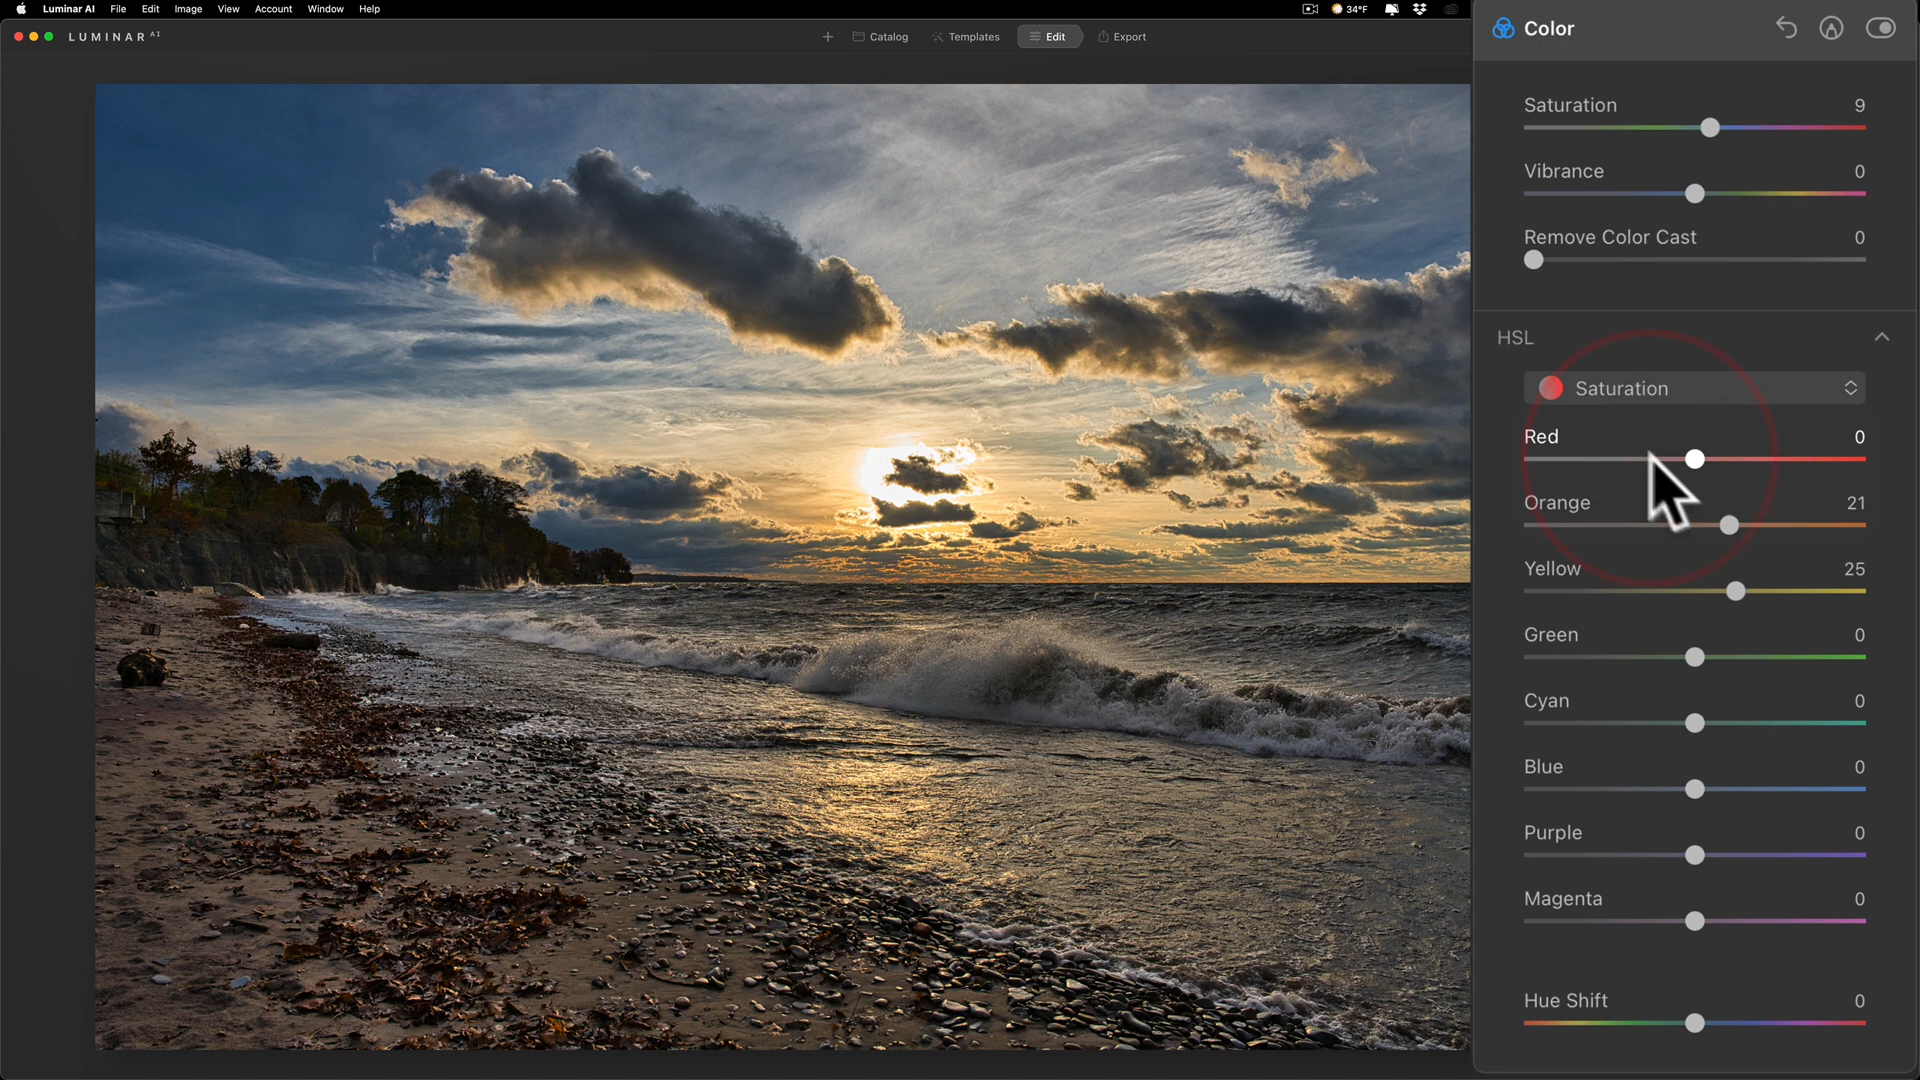 Luminar AI File Edit Image View Account Window Help 34°F
LUMINAR AI Catalog Templates Edit Export
Color
Saturation 9
Vibrance 0
Remove Color Cast 0
HSL
Saturation
Red 0
Orange 21
Yellow 25
Green 0
Cyan 0
Blue 0
Purple 0
Magenta 0
Hue Shift 0